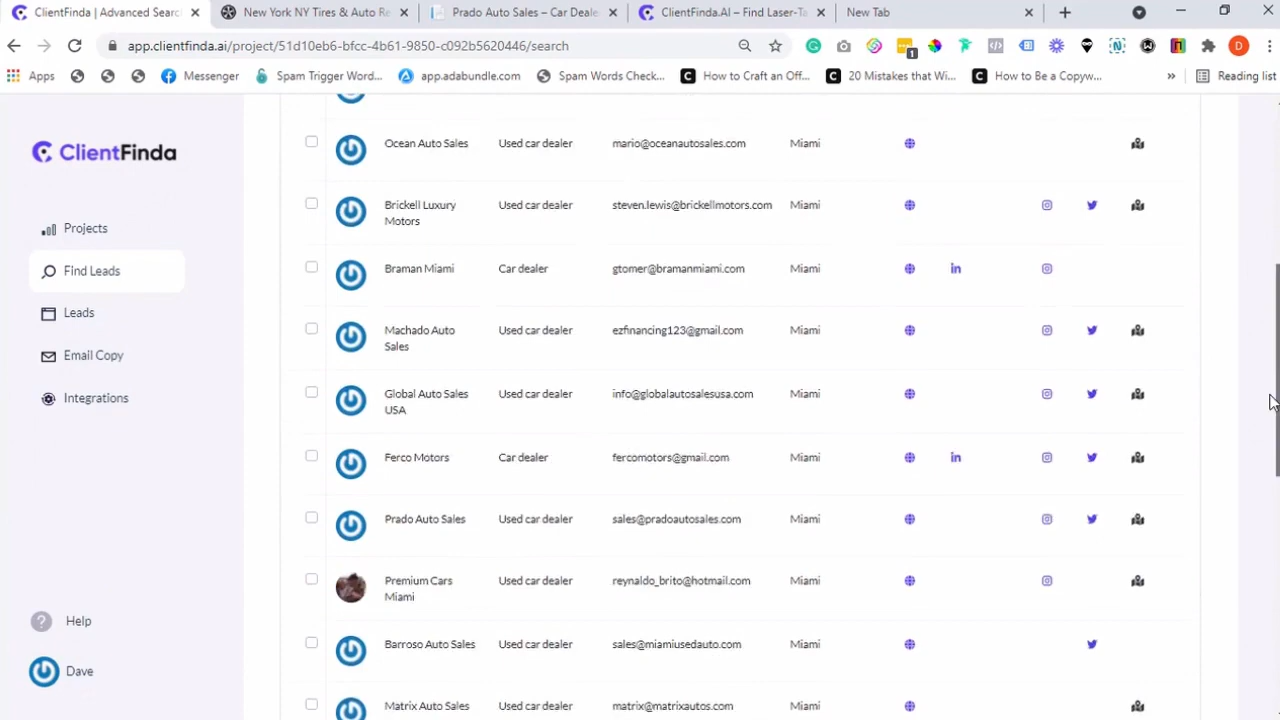 ClientFinda | Advanced Searc
New York NY Tires & Auto Re
Prado Auto Sales – Car Deale
ClientFinda.AI – Find Laser-Ta
New Tab
app.clientfinda.ai/project/51d10eb6-bfcc-4b61-9850-c092b5620446/search
1
D
Apps
Messenger
Spam Trigger Word...
app.adabundle.com
Spam Words Check...
How to Craft an Off...
20 Mistakes that Wi...
How to Be a Copyw...
»
Reading list
ClientFinda
Projects
Find Leads
Leads
Email Copy
Integrations
Help
Dave
Ocean Auto Sales Used car dealer mario@oceanautosales.com Miami
Brickell Luxury Used car dealer steven.lewis@brickellmotors.com Miami
Motors
Braman Miami Car dealer gtomer@bramanmiami.com Miami in
Machado Auto Used car dealer ezfinancing123@gmail.com Miami
Sales
Global Auto Sales Used car dealer info@globalautosalesusa.com Miami
USA
Ferco Motors Car dealer fercomotors@gmail.com Miami in
Prado Auto Sales Used car dealer sales@pradoautosales.com Miami
Premium Cars Used car dealer reynaldo_brito@hotmail.com Miami
Miami
Barroso Auto Sales Used car dealer sales@miamiusedauto.com Miami
Matrix Auto Sales Used car dealer matrix@matrixautos.com Miami